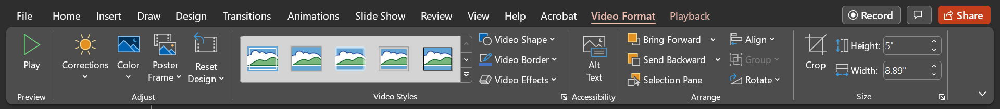 File Home Insert Draw Design Transitions Animations Slide Show Review View Help Acrobat Video Format Playback Record Share
Play
Preview
Corrections
Color
Poster
Frame
Reset
Design
Adjust
Video Styles
Video Shape
Video Border
Video Effects
Alt
Text
Accessibility
Bring Forward
Send Backward
Selection Pane
Align
Group
Rotate
Arrange
Crop
Height: 5"
Width: 8.89"
Size